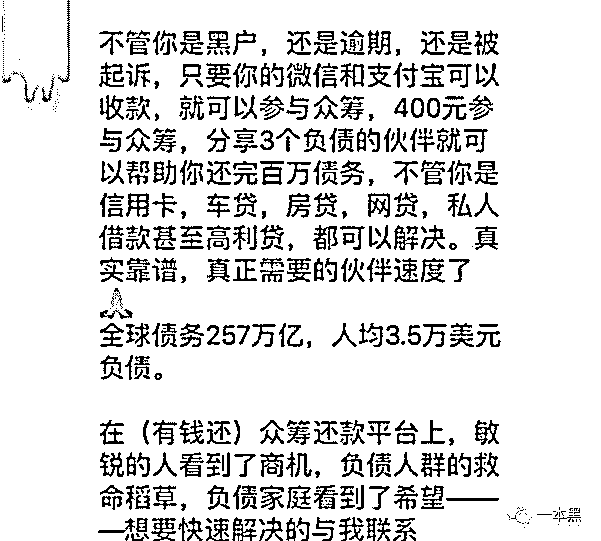 不管你是黑户，还是逾期，还是被
起诉，只要你的微信和支付宝可以
收款，就可以参与众筹，400元参
与众筹，分享3个负债的伙伴就可
以帮助你还完百万债务，不管你是
信用卡，车贷，房贷，网贷，私人
借款甚至高利贷，都可以解决。真
实靠谱，真正需要的伙伴速度了
🙏
全球债务257万亿，人均3.5万美元
负债。
在（有钱还）众筹还款平台上，敏
锐的人看到了商机，负债人群的救
命稻草，负债家庭看到了希望——
—想要快速解决的与我联系
一本黑